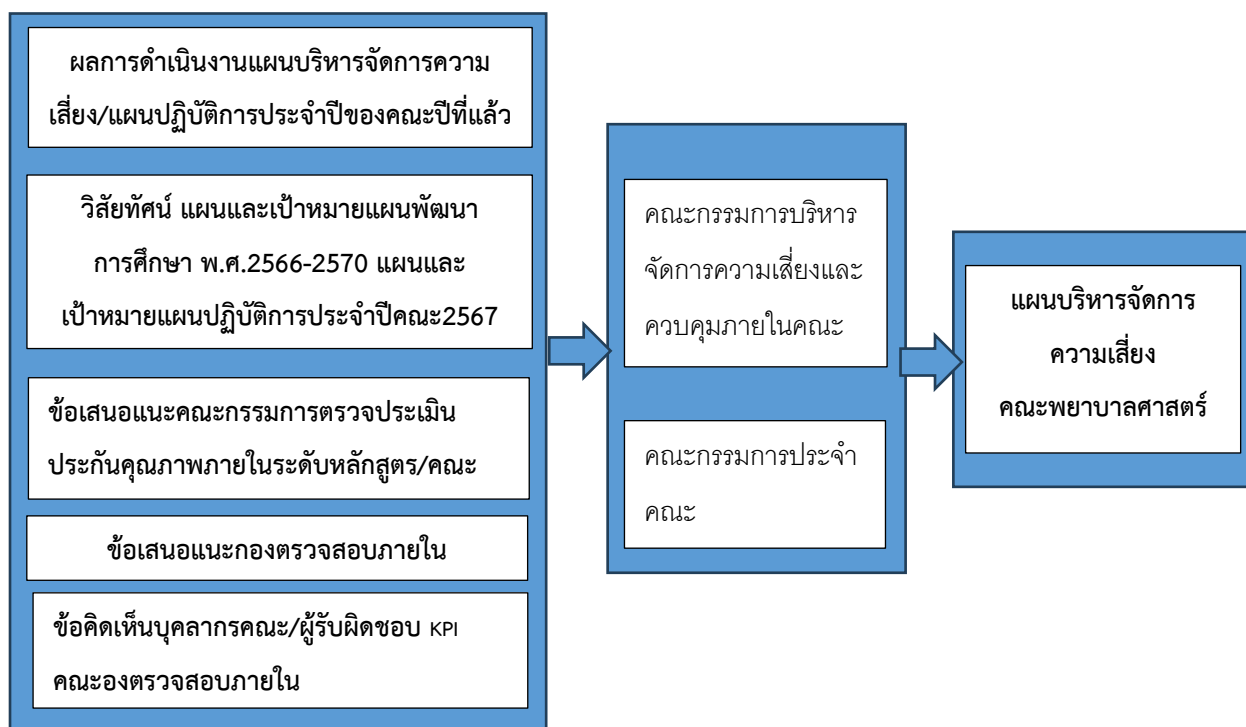 ผลการดำเนินงานแผนบริหารจัดการความ
เสี่ยง/แผนปฏิบัติการประจำปีของคณะปีที่แล้ว
วิสัยทัศน์ แผนและเป้าหมายแผนพัฒนา
การศึกษา พ.ศ.2566-2570 แผนและ
เป้าหมายแผนปฏิบัติการประจำปีคณะ2567
ข้อเสนอแนะคณะกรรมการตรวจประเมิน
ประกันคุณภาพภายในระดับหลักสูตร/คณะ
ข้อเสนอแนะกองตรวจสอบภายใน
ข้อคิดเห็นบุคลากรคณะ/ผู้รับผิดชอบ KPI
คณะองตรวจสอบภายใน
คณะกรรมการบริหาร
จัดการความเสี่ยงและ
ควบคุมภายในคณะ
คณะกรรมการประจำ
คณะ
แผนบริหารจัดการ
ความเสี่ยง
คณะพยาบาลศาสตร์